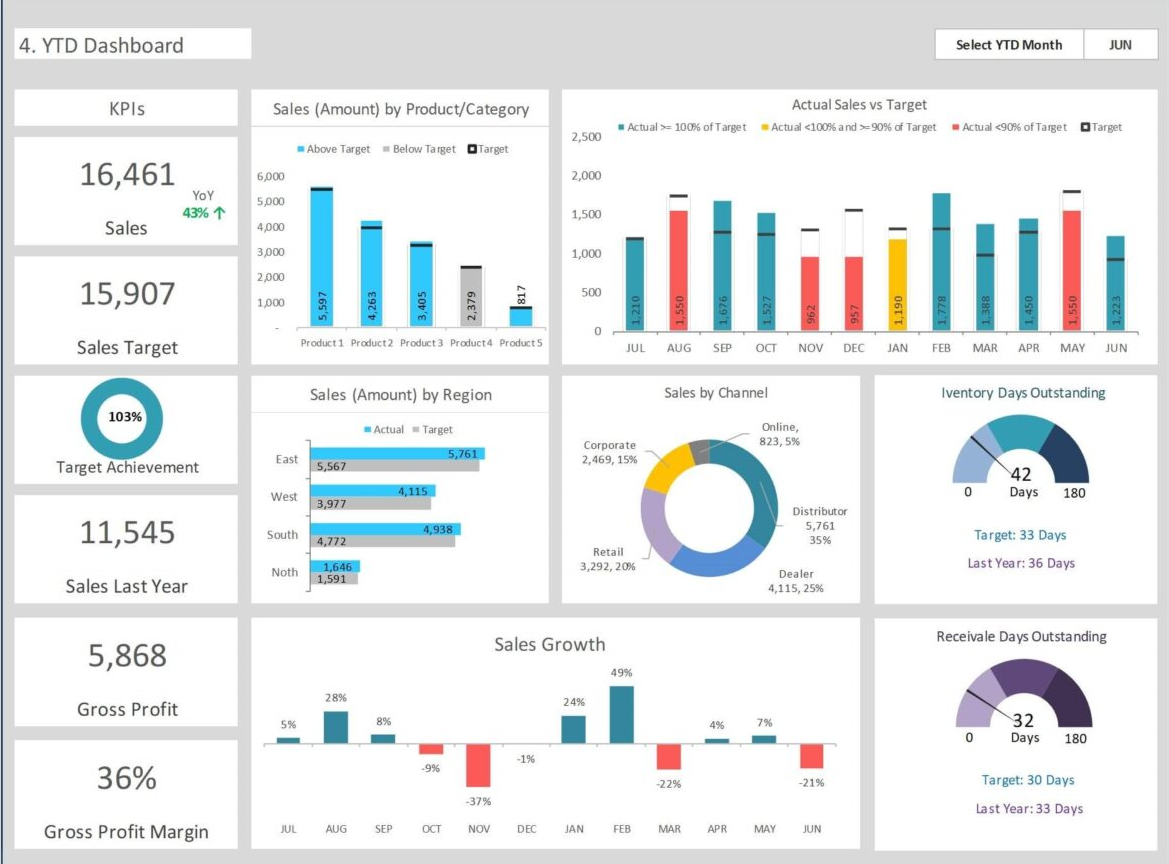 4. YTD Dashboard
Select YTD Month
JUN
KPIs
16,461
YoY
43% ↑
Sales
15,907
Sales Target
103%
Target Achievement
11,545
Sales Last Year
5,868
Gross Profit
36%
Gross Profit Margin
Sales (Amount) by Product/Category
Above Target
Below Target
Target
6,000
5,000
4,000
3,000
2,000
1,000
-
5,597
4,263
3,405
2,379
817
Product 1
Product 2
Product 3
Product 4
Product 5
Actual Sales vs Target
Actual >= 100% of Target
Actual <100% and >=90% of Target
Actual <90% of Target
Target
2,500
2,000
1,500
1,000
500
0
1,210
1,550
1,676
1,527
962
957
1,190
1,778
1,388
1,450
1,550
1,223
JUL
AUG
SEP
OCT
NOV
DEC
JAN
FEB
MAR
APR
MAY
JUN
Sales (Amount) by Region
Actual
Target
East
5,761
5,567
West
4,115
3,977
South
4,938
4,772
Noth
1,646
1,591
Sales by Channel
Online,
823, 5%
Corporate
2,469, 15%
Distributor
5,761
35%
Retail
3,292, 20%
Dealer
4,115, 25%
Iventory Days Outstanding
42
0
Days
180
Target: 33 Days
Last Year: 36 Days
Sales Growth
5%
28%
8%
-9%
-37%
-1%
24%
49%
-22%
4%
7%
-21%
JUL
AUG
SEP
OCT
NOV
DEC
JAN
FEB
MAR
APR
MAY
JUN
Receivale Days Outstanding
32
0
Days
180
Target: 30 Days
Last Year: 33 Days